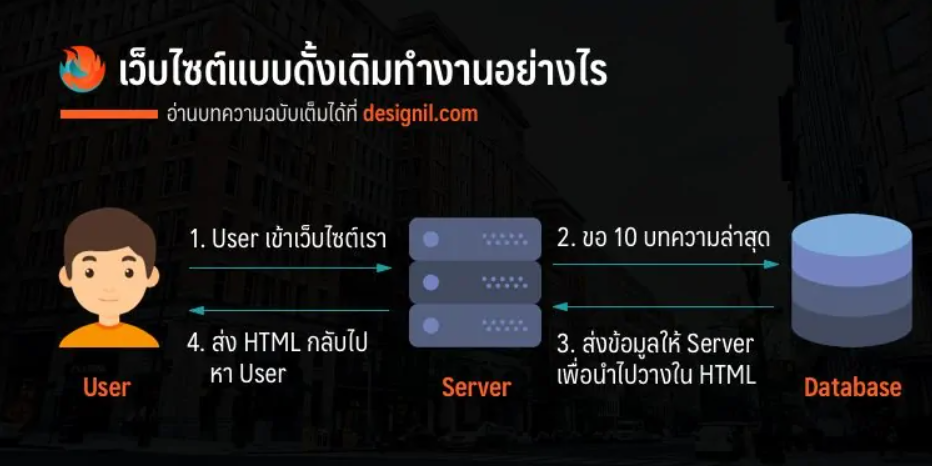 เว็บไซต์แบบดั้งเดิมทำงานอย่างไร
อ่านบทความฉบับเต็มได้ที่ designil.com
1. User เข้าเว็บไซต์เรา
2. ขอ 10 บทความล่าสุด
4. ส่ง HTML กลับไป
หา User
3. ส่งข้อมูลให้ Server
เพื่อนำไปวางใน HTML
User
Server
Database